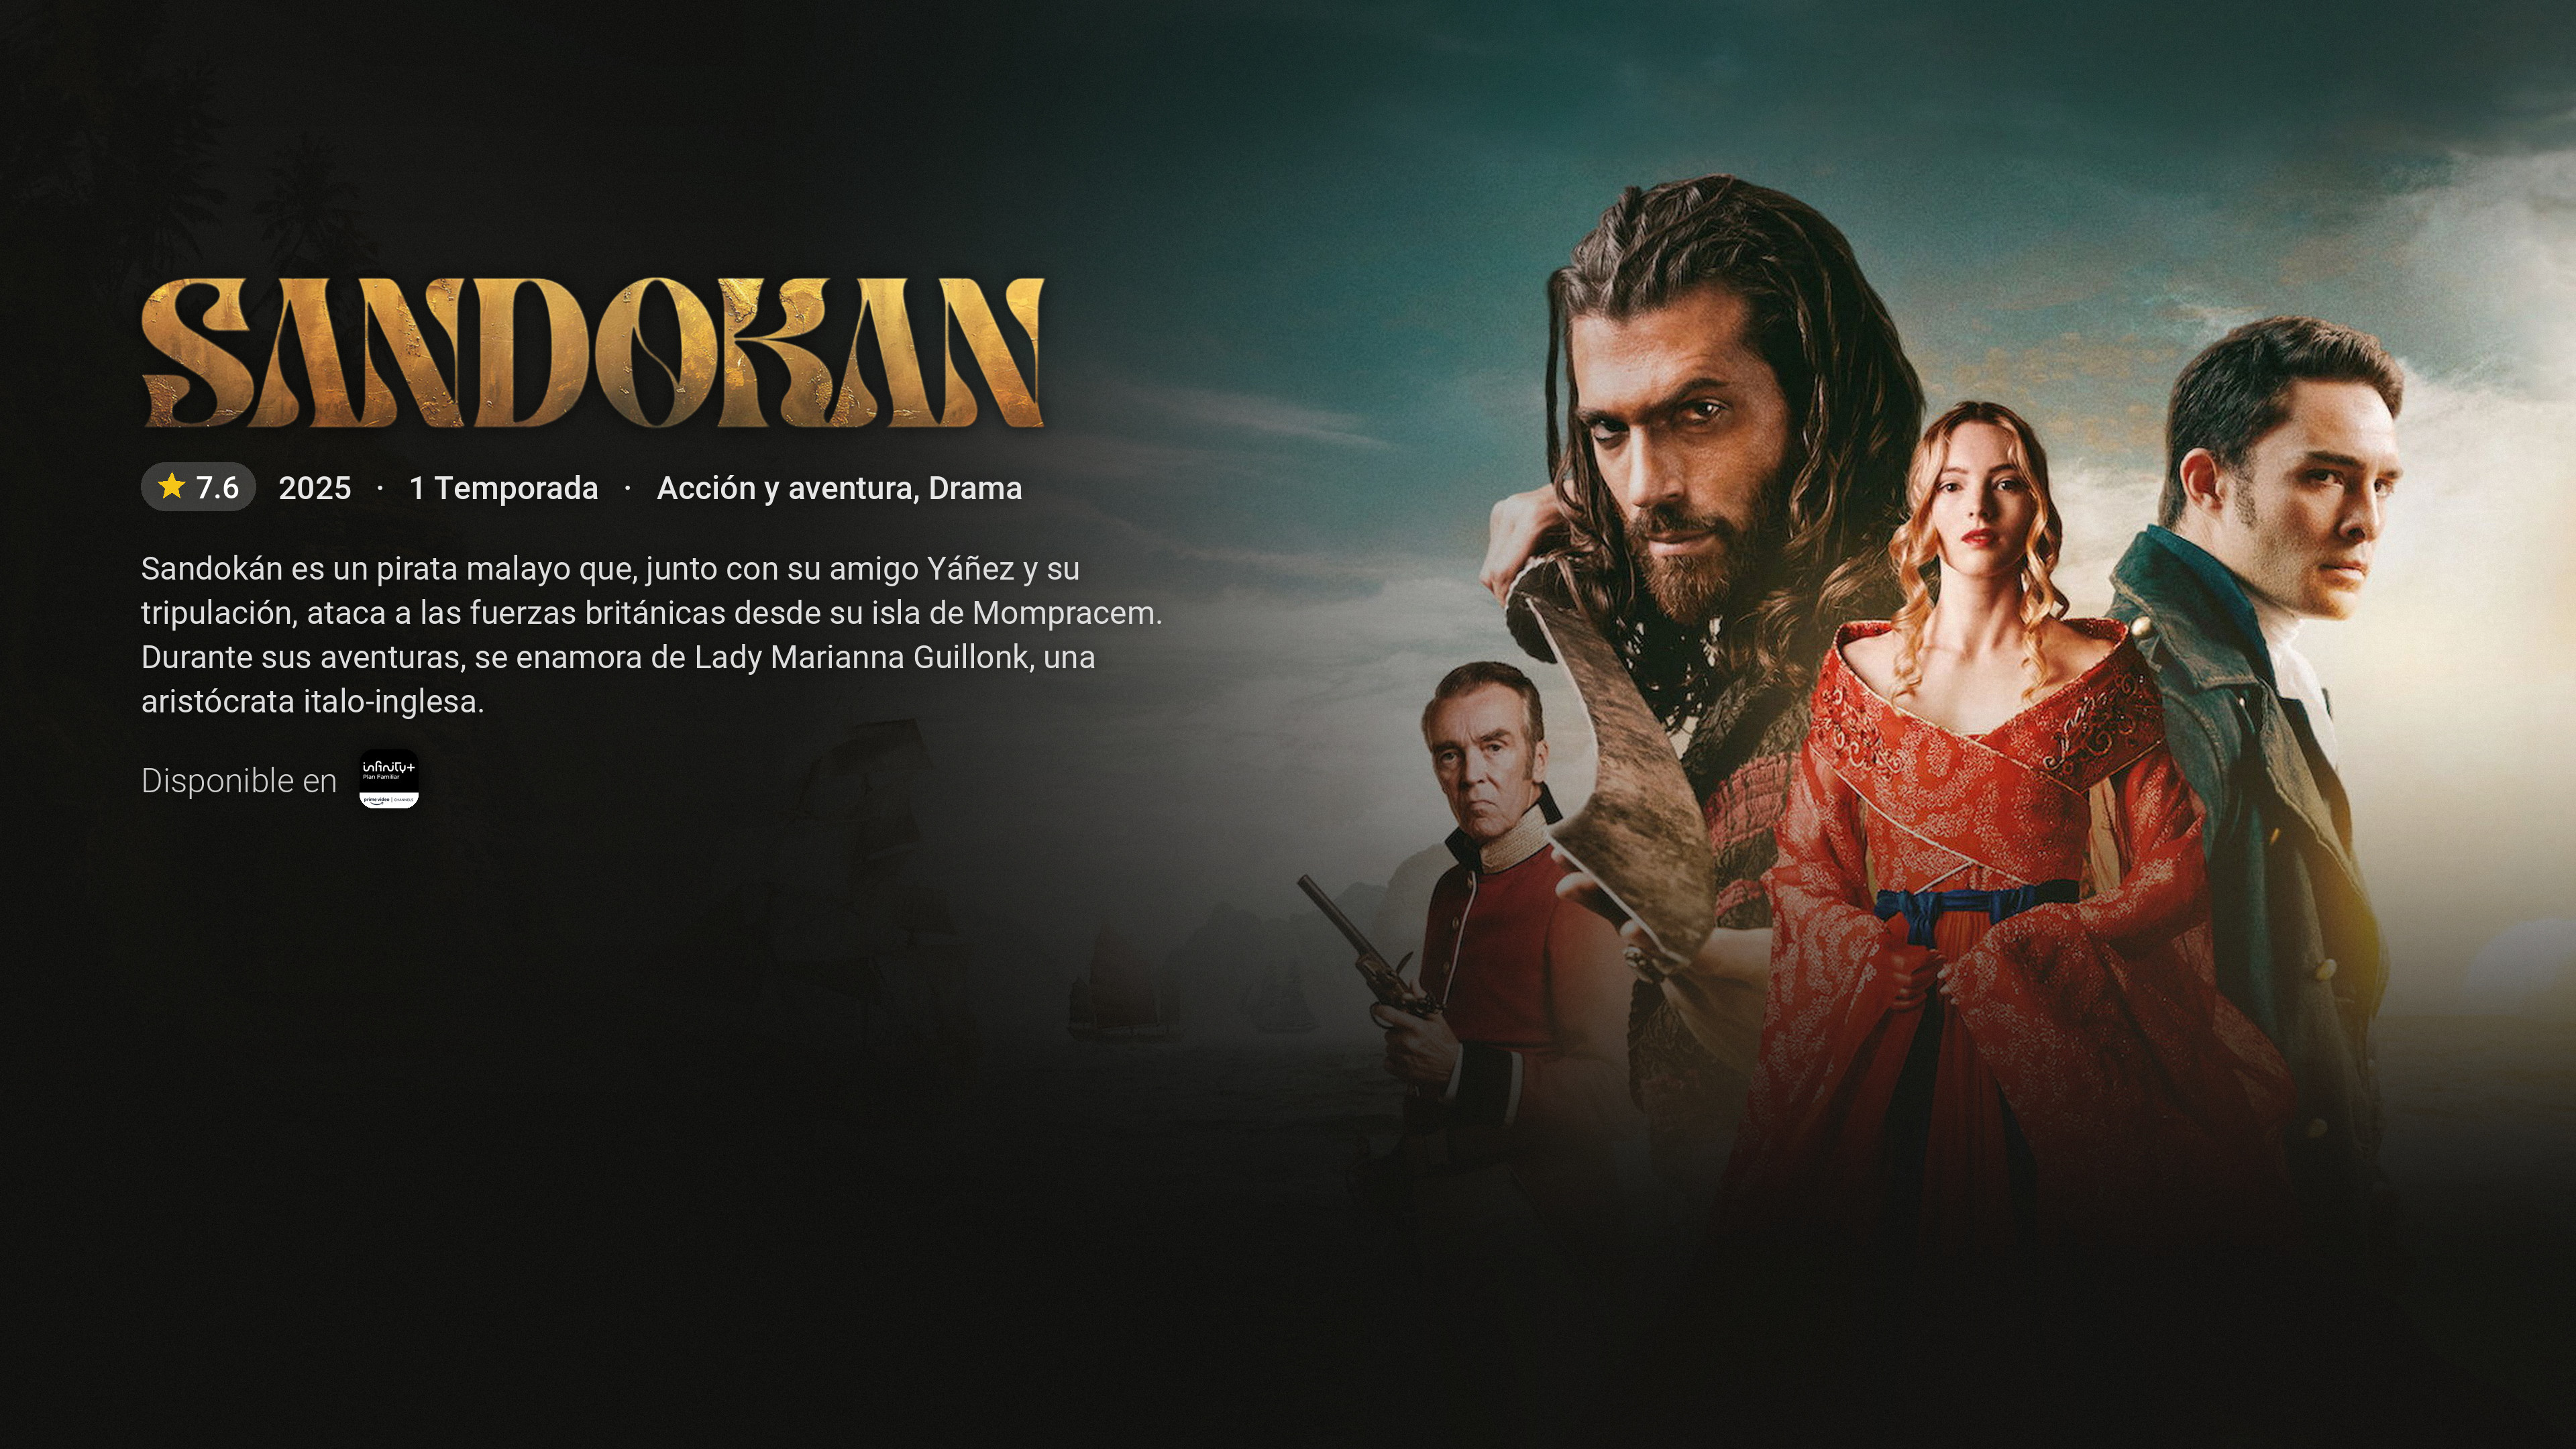 SANDOKAN
7.6 2025 · 1 Temporada · Acción y aventura, Drama
Sandokán es un pirata malayo que, junto con su amigo Yáñez y su
tripulación, ataca a las fuerzas británicas desde su isla de Mompracem.
Durante sus aventuras, se enamora de Lady Marianna Guillonk, una
aristócrata italo-inglesa.
Disponible en
infinity+
Plan Familiar
prime video | CHANNELS